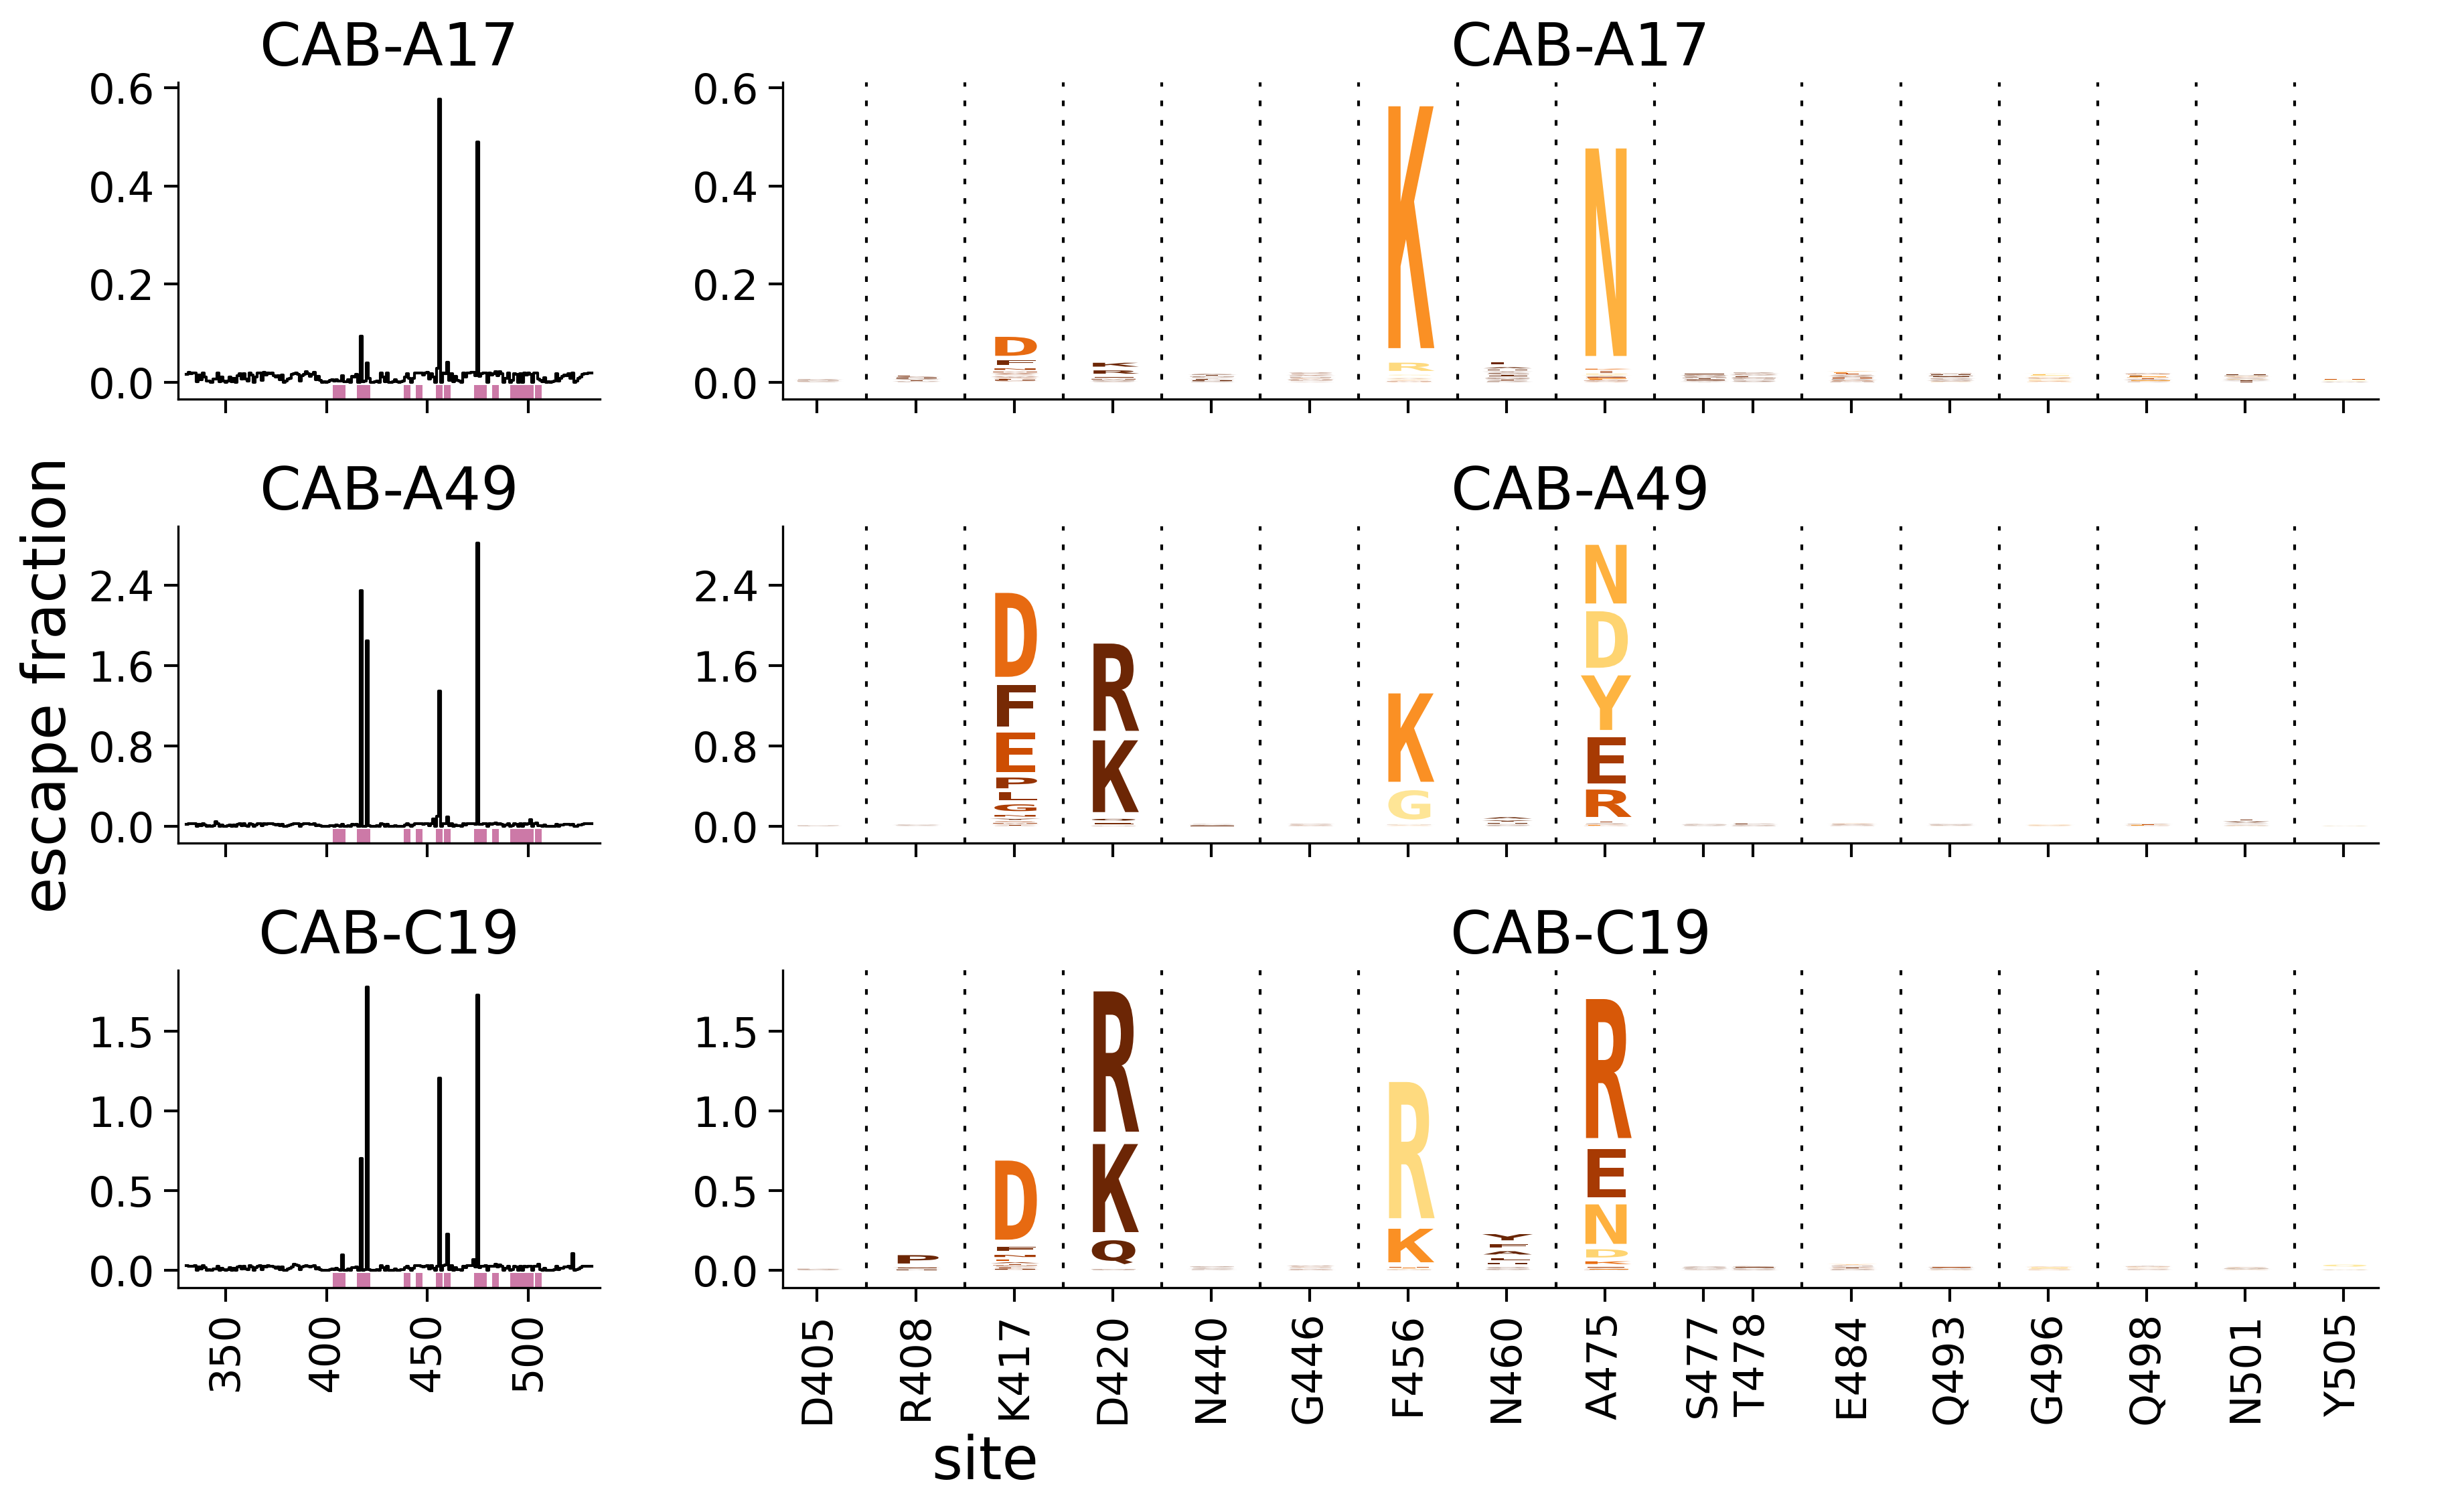 CAB-A17
CAB-A17
0.6
0.4
0.2
0.0
0.6
0.4
0.2
0.0
K
N
D
K
R
escape fraction
CAB-A49
CAB-A49
2.4
1.6
0.8
0.0
2.4
1.6
0.8
0.0
D
F
E
R
K
K
G
N
D
Y
E
R
CAB-C19
CAB-C19
1.5
1.0
0.5
0.0
1.5
1.0
0.5
0.0
P
D
R
K
Q
R
K
R
E
N
D
350
400
450
500
D405
R408
K417
D420
N440
G446
F456
N460
A475
S477
T478
E484
Q493
G496
Q498
N501
Y505
site